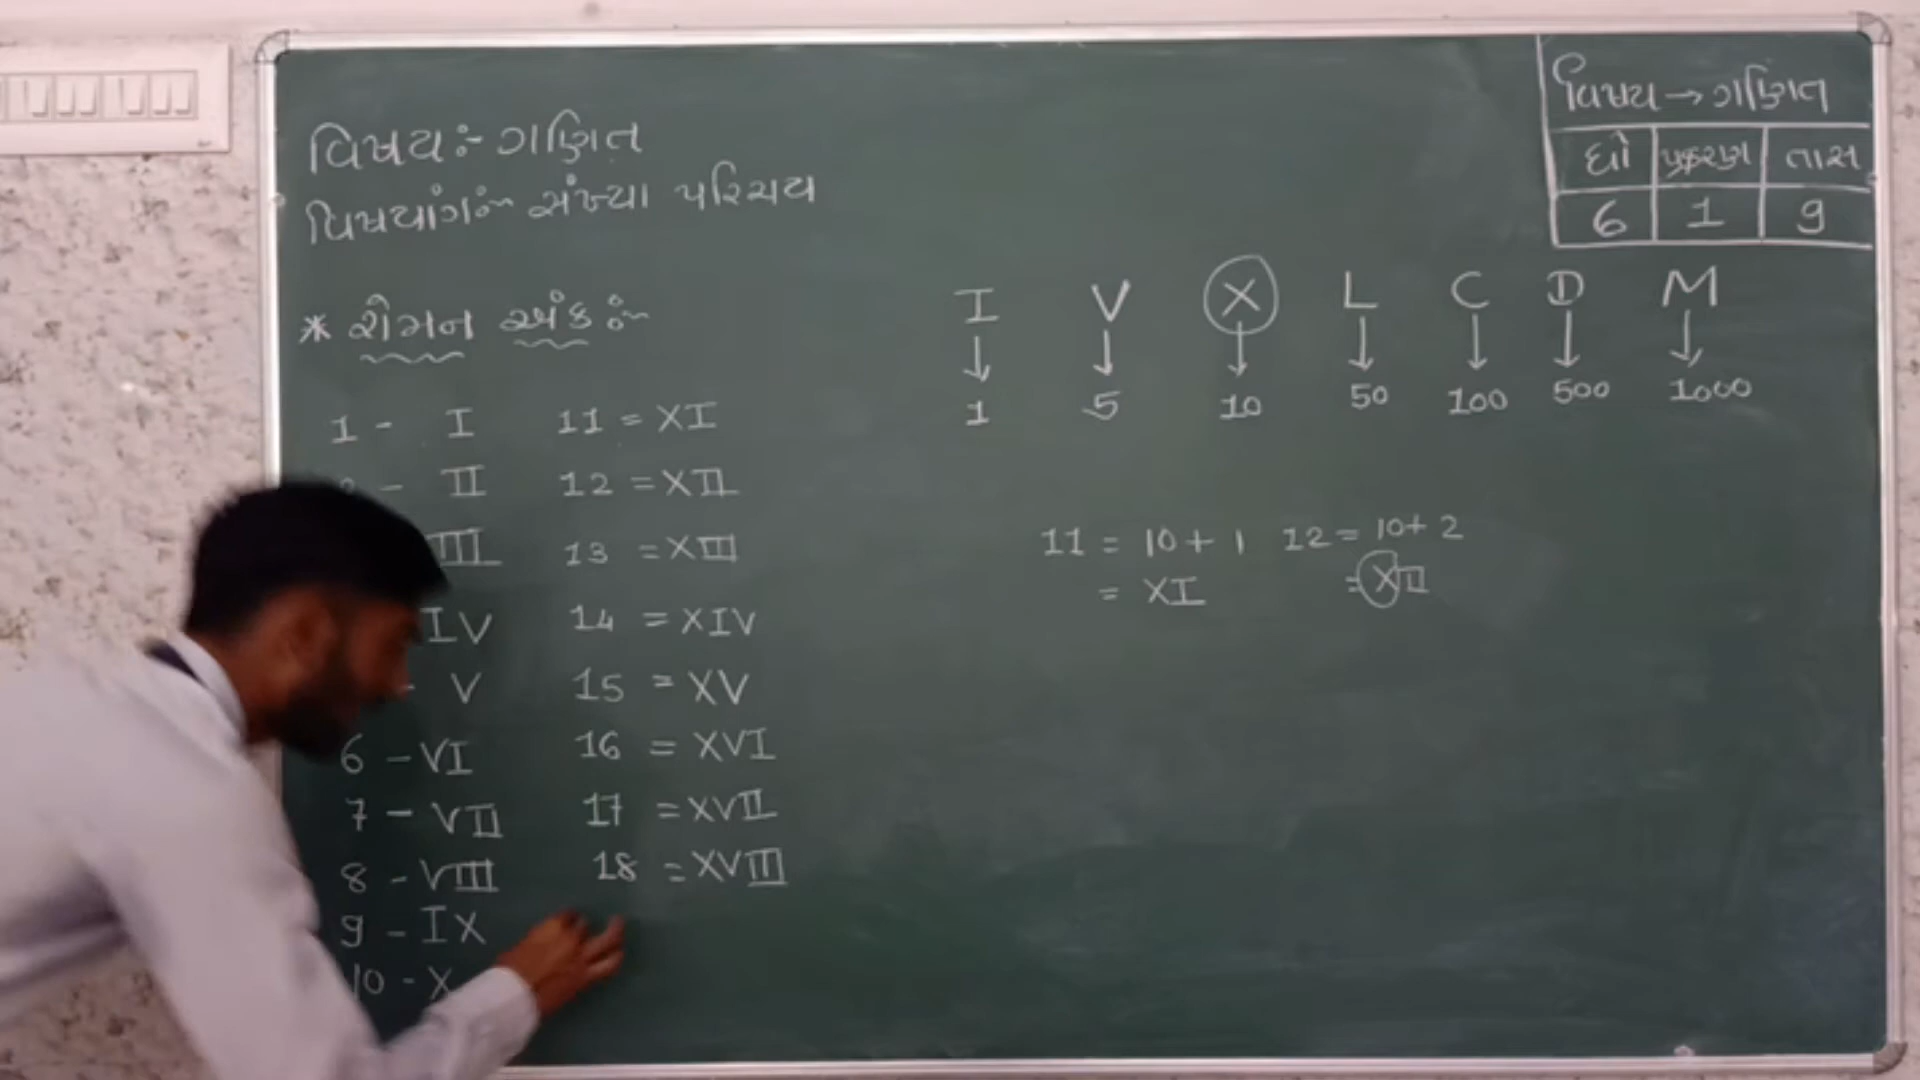 વિષય :- ગણિત
વિષયાંગ :- સંખ્યા પરિચય
* રોમન અંક :-
1 - I
- II
III
IV
- V
6 - VI
7 - VII
8 - VIII
9 - IX
10 - X
11 = XI
12 = XII
13 = XIII
14 = XIV
15 = XV
16 = XVI
17 = XVII
18 = XVIII
વિષય → ગણિત
ધો પ્રકરણ તાસ
6 1 9
I V X L C D M
↓ ↓ ↓ ↓ ↓ ↓ ↓
1 5 10 50 100 500 1000
11 = 10 + 1 12 = 10 + 2
= XI = XII